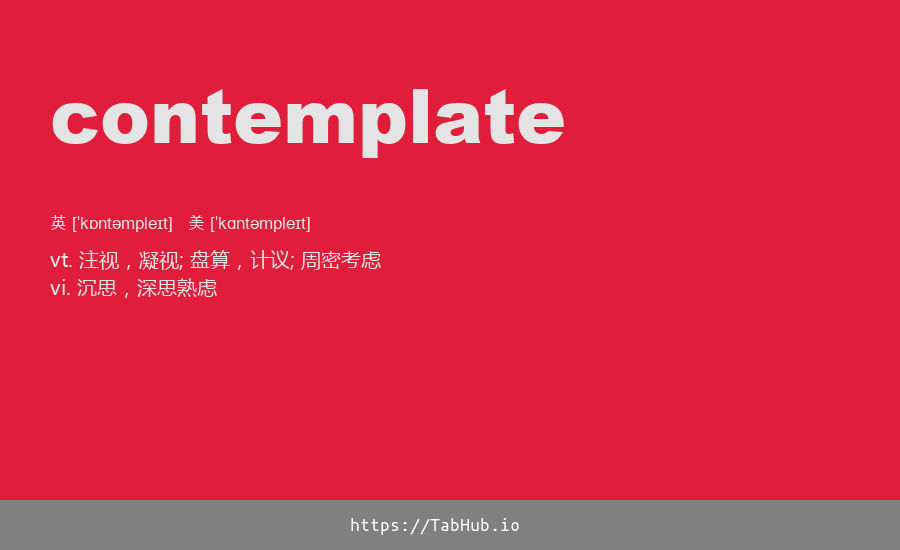 contemplate
英 [ˈkɒntəmpleɪt] 美 [ˈkɑntəmpleɪt]
vt. 注视，凝视; 盘算，计议; 周密考虑
vi. 沉思，深思熟虑
https://TabHub.io